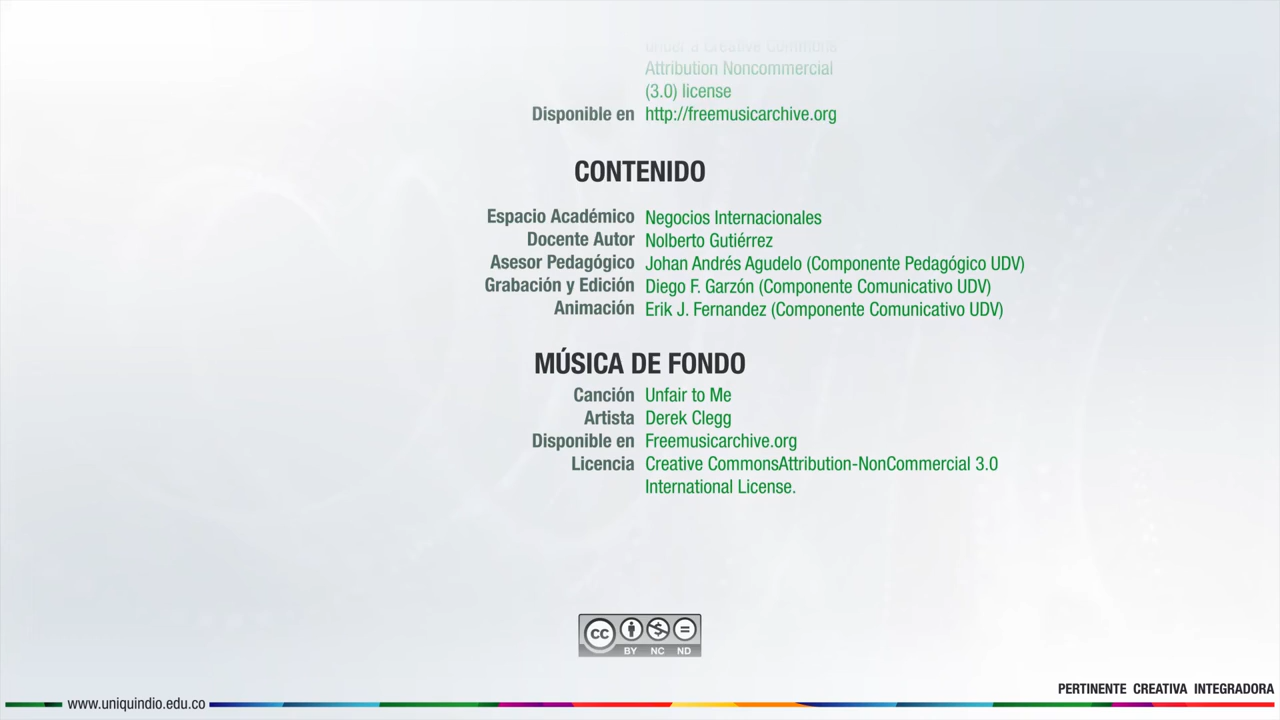 under a Creative Commons
Attribution Noncommercial
(3.0) license
Disponible en http://freemusicarchive.org
CONTENIDO
Espacio Académico Negocios Internacionales
Docente Autor Nolberto Gutiérrez
Asesor Pedagógico Johan Andrés Agudelo (Componente Pedagógico UDV)
Grabación y Edición Diego F. Garzón (Componente Comunicativo UDV)
Animación Erik J. Fernandez (Componente Comunicativo UDV)
MÚSICA DE FONDO
Canción Unfair to Me
Artista Derek Clegg
Disponible en Freemusicarchive.org
Licencia Creative CommonsAttribution-NonCommercial 3.0
International License.
CC BY NC ND
PERTINENTE CREATIVA INTEGRADORA
www.uniquindio.edu.co